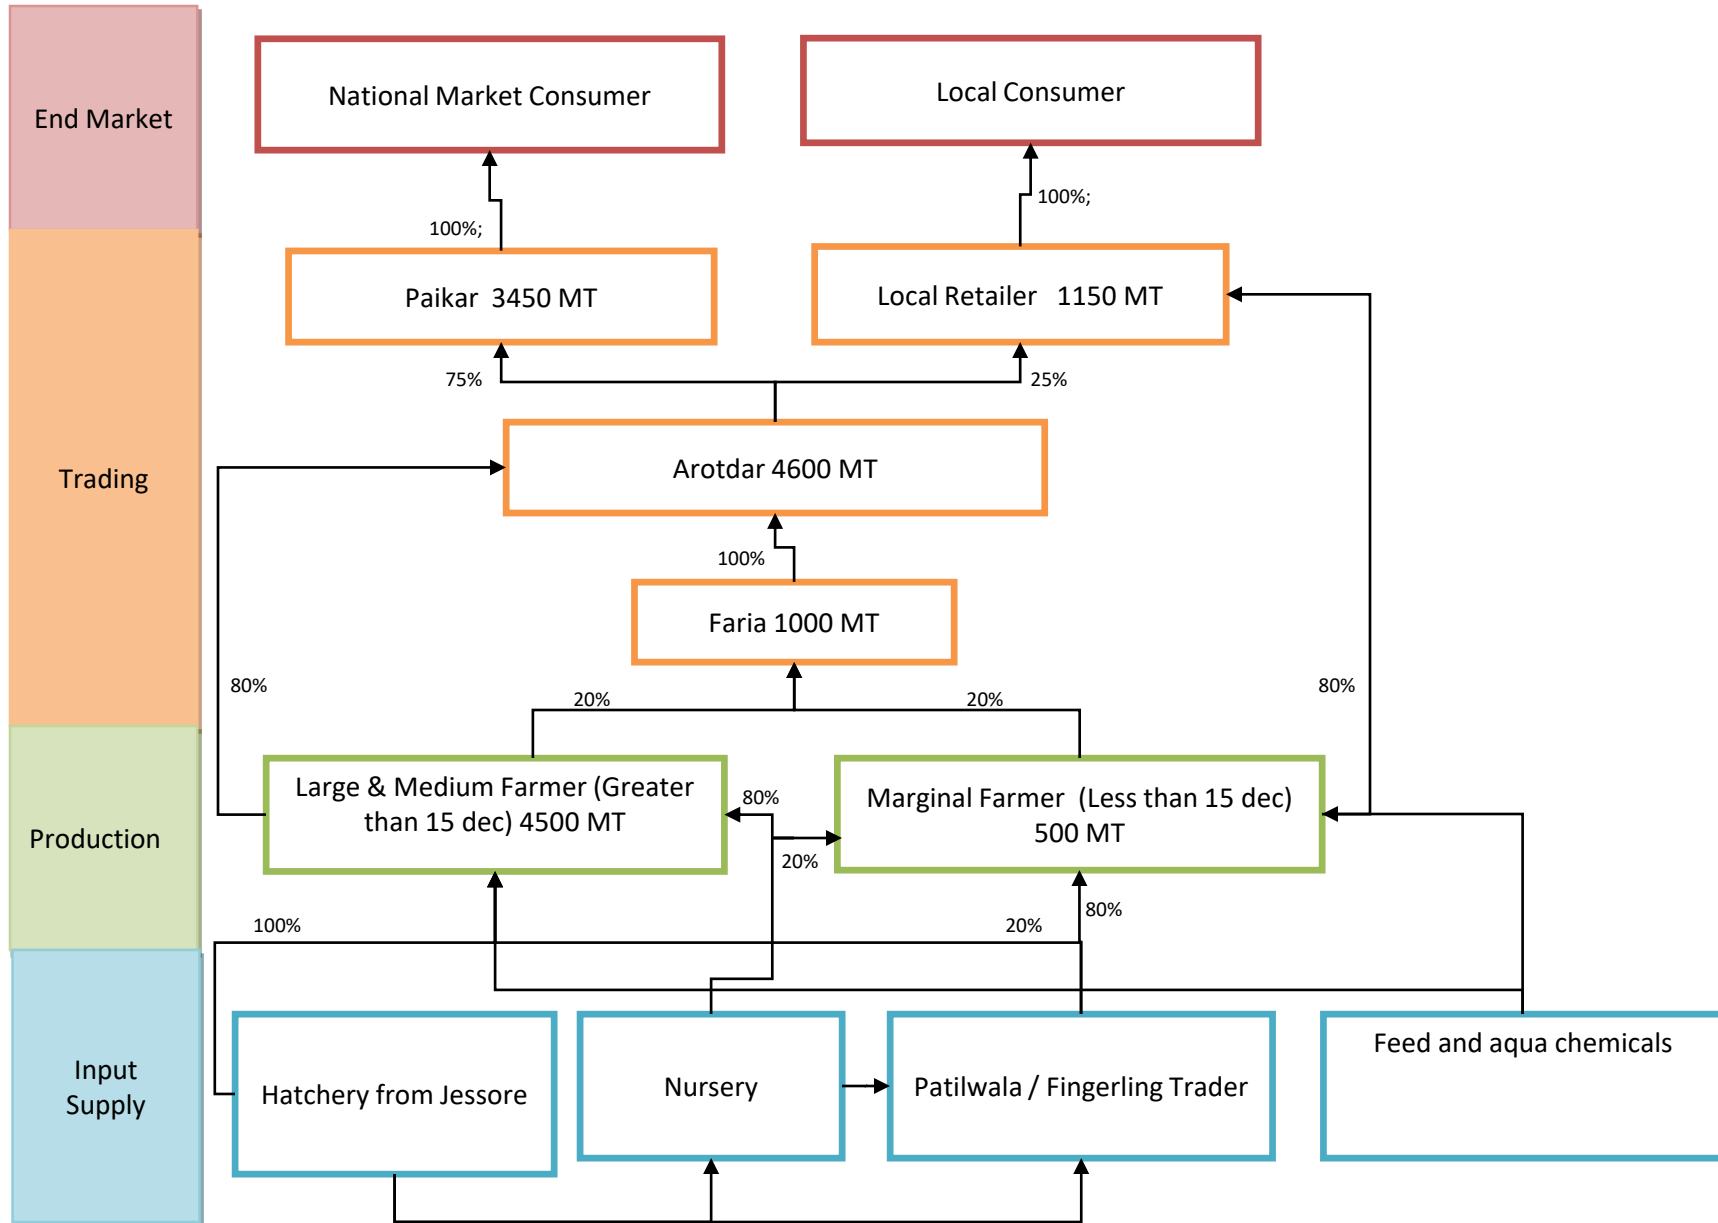 End Market
National Market Consumer
Local Consumer
100%;
100%;
Trading
Paikar 3450 MT
Local Retailer 1150 MT
75%
25%
Arotdar 4600 MT
100%
Faria 1000 MT
80%
20%
20%
80%
Production
Large & Medium Farmer (Greater
than 15 dec) 4500 MT
80%
20%
Marginal Farmer (Less than 15 dec)
500 MT
100%
20%
80%
Input
Supply
Hatchery from Jessore
Nursery
Patilwala / Fingerling Trader
Feed and aqua chemicals